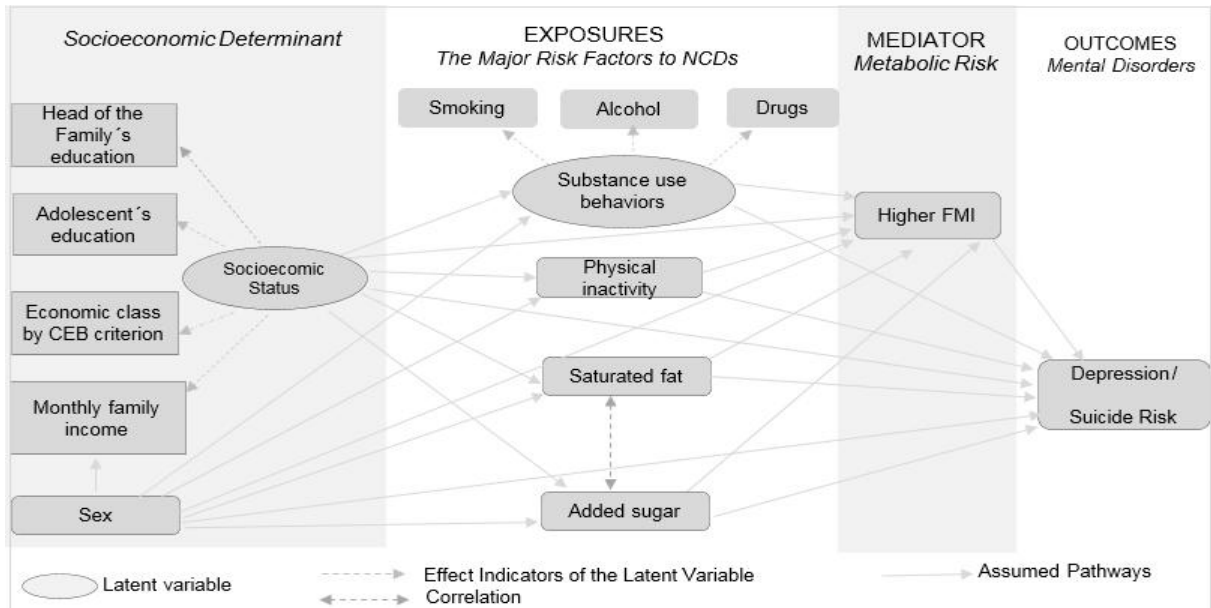 Socioeconomic Determinant
EXPOSURES
The Major Risk Factors to NCDs
MEDIATOR
Metabolic Risk
OUTCOMES
Mental Disorders
Head of the
Family´s
education
Adolescent´s
education
Economic class
by CEB criterion
Monthly family
income
Sex
Socioecomic
Status
Smoking
Alcohol
Drugs
Substance use
behaviors
Physical
inactivity
Saturated fat
Added sugar
Higher FMI
Depression/
Suicide Risk
Latent variable
Effect Indicators of the Latent Variable
Correlation
Assumed Pathways